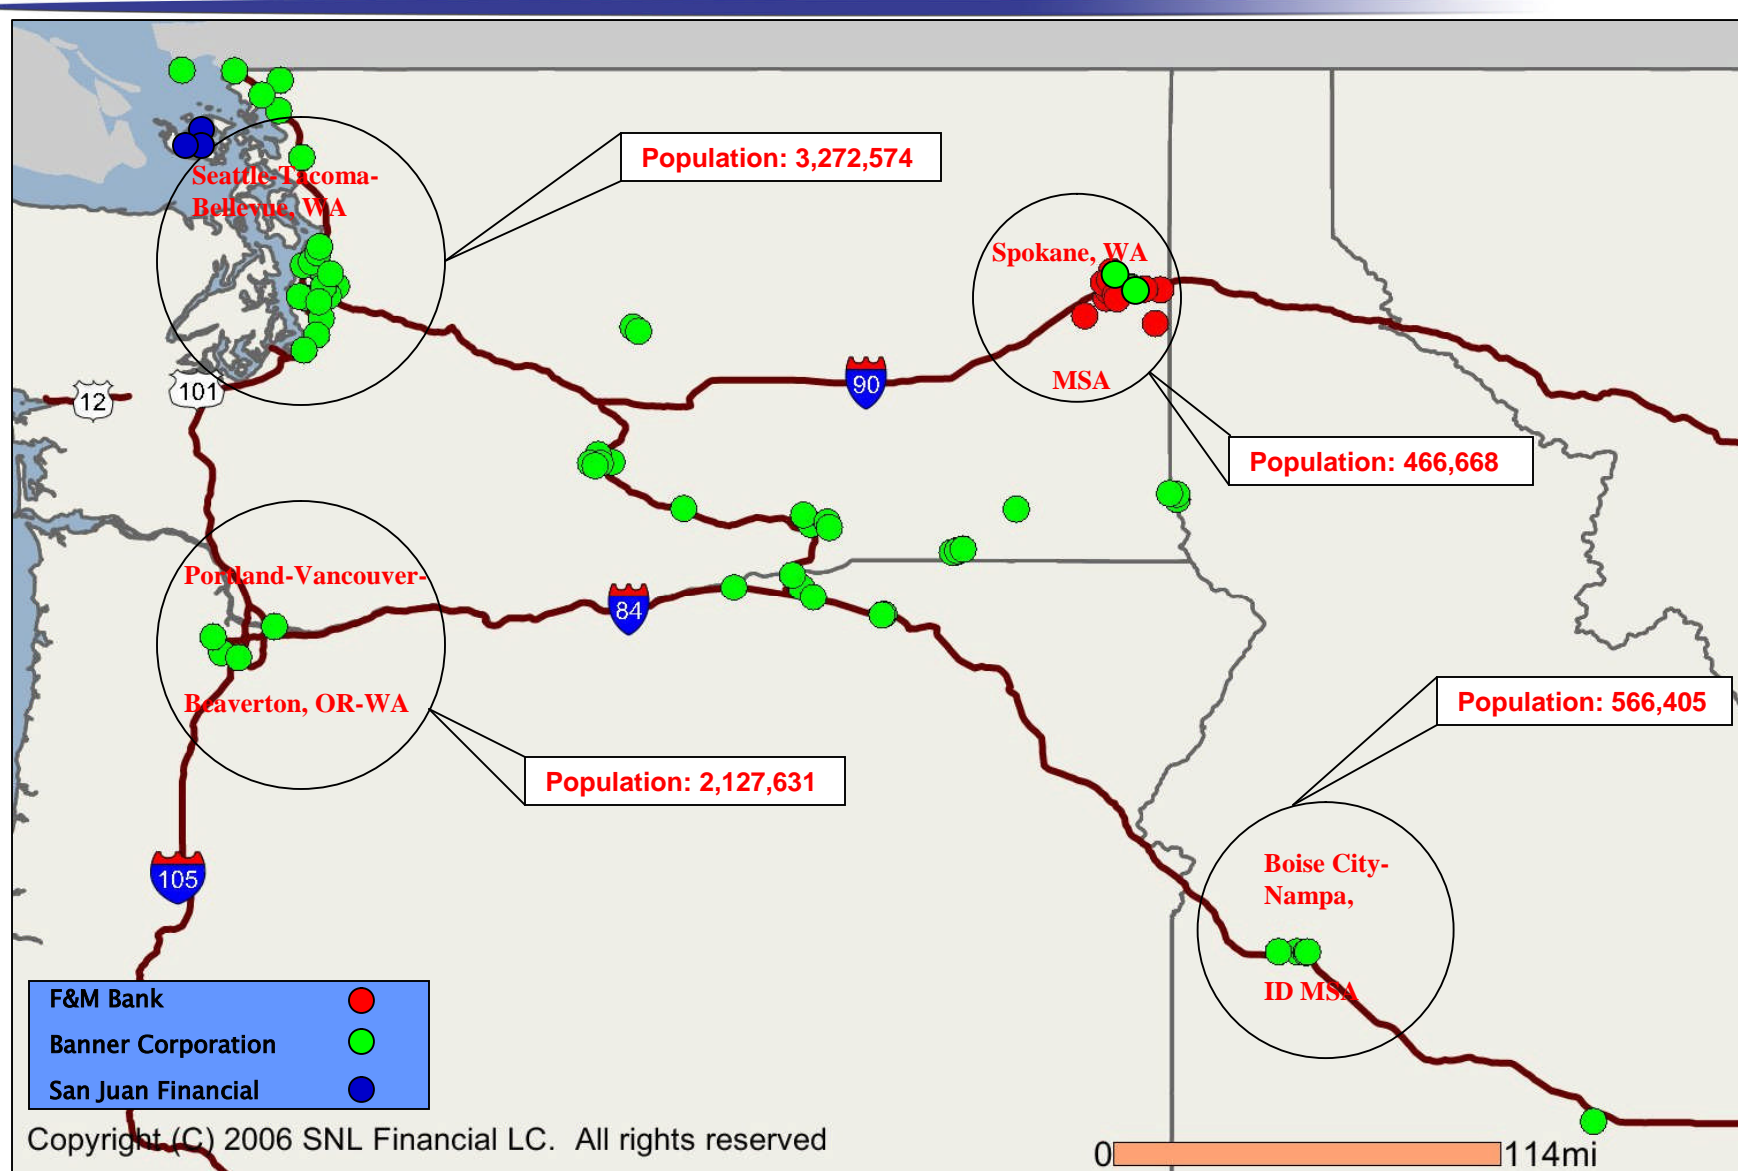 Population: 3,272,574
Seattle-Tacoma-
Bellevue, WA
Spokane, WA
MSA
90
101
12
Population: 466,668
Portland-Vancouver-
84
Beaverton, OR-WA
Population: 566,405
Population: 2,127,631
105
Boise City-
Nampa,
ID MSA
F&M Bank
Banner Corporation
San Juan Financial
Copyright (C) 2006 SNL Financial LC. All rights reserved
0 114mi